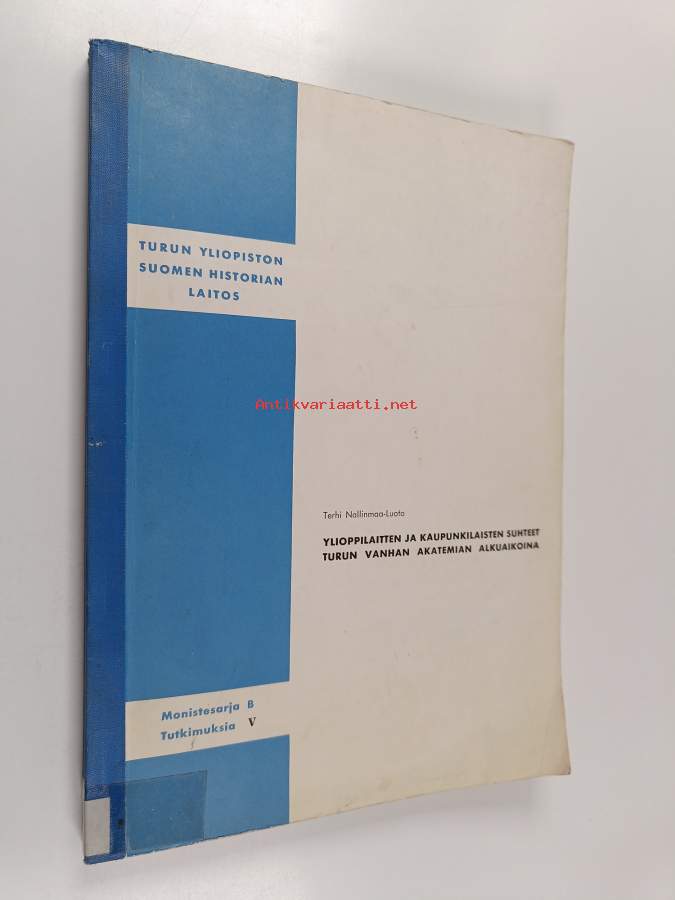 TURUN YLIOPISTON
SUOMEN HISTORIAN
LAITOS
Antikvariaatti.net
Terhi Nallinmaa-Luoto
YLIOPPILAITTEN JA KAUPUNKILAISTEN SUHTEET
TURUN VANHAN AKATEMIAN ALKUAIKOINA
Monistesarja B
Tutkimuksia V